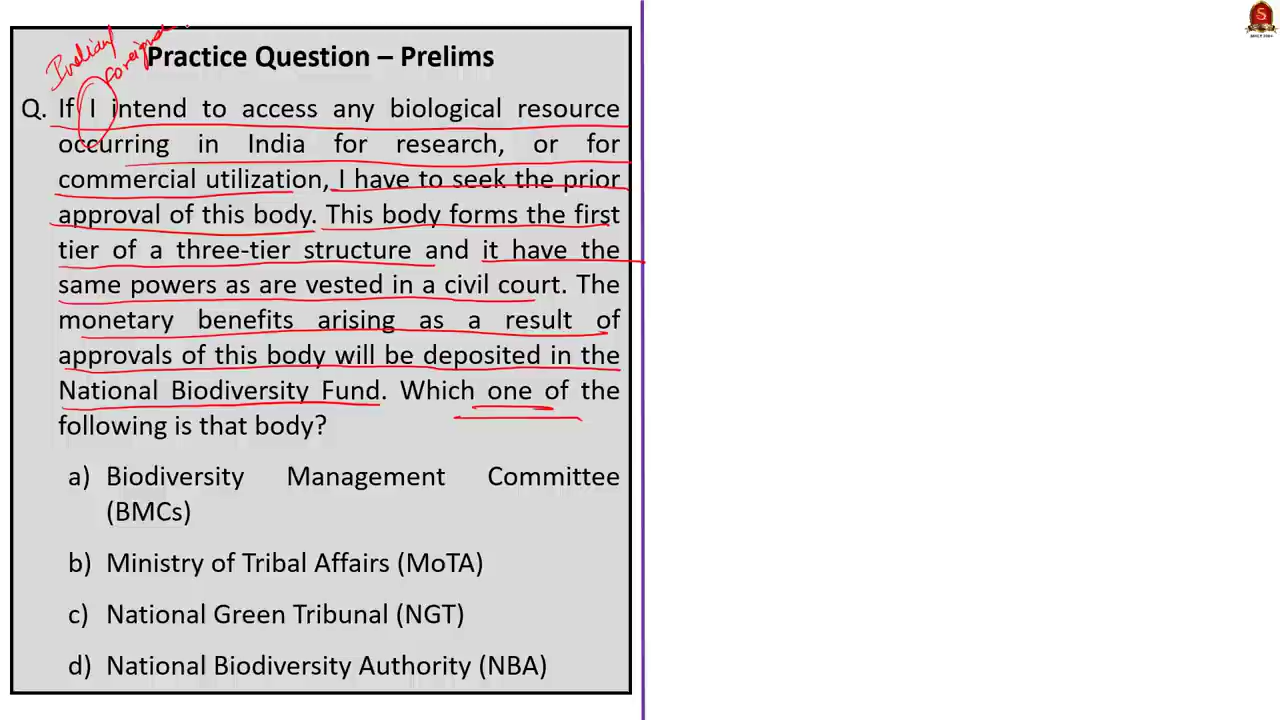 Indian/
foreigner
Practice Question – Prelims
Q. If I intend to access any biological resource
occurring in India for research, or for
commercial utilization, I have to seek the prior
approval of this body. This body forms the first
tier of a three-tier structure and it have the
same powers as are vested in a civil court. The
monetary benefits arising as a result of
approvals of this body will be deposited in the
National Biodiversity Fund. Which one of the
following is that body?
a) Biodiversity Management Committee
(BMCs)
b) Ministry of Tribal Affairs (MoTA)
c) National Green Tribunal (NGT)
d) National Biodiversity Authority (NBA)
S